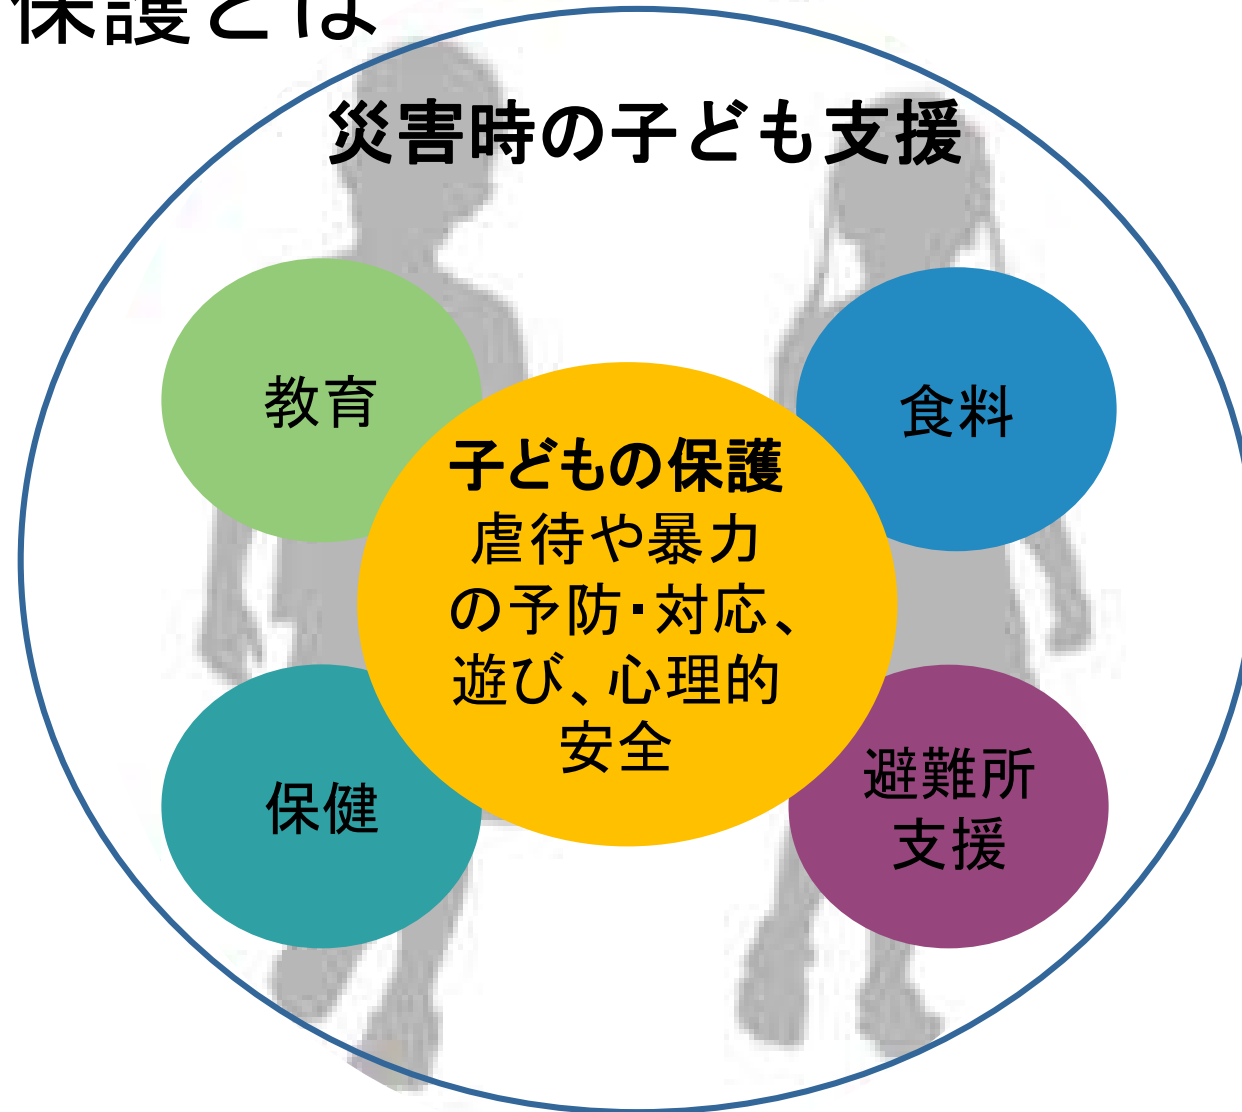 保護とは
災害時の子ども支援
教育
食料
子どもの保護
虐待や暴力
の予防・対応、
遊び、心理的
安全
保健
避難所
支援